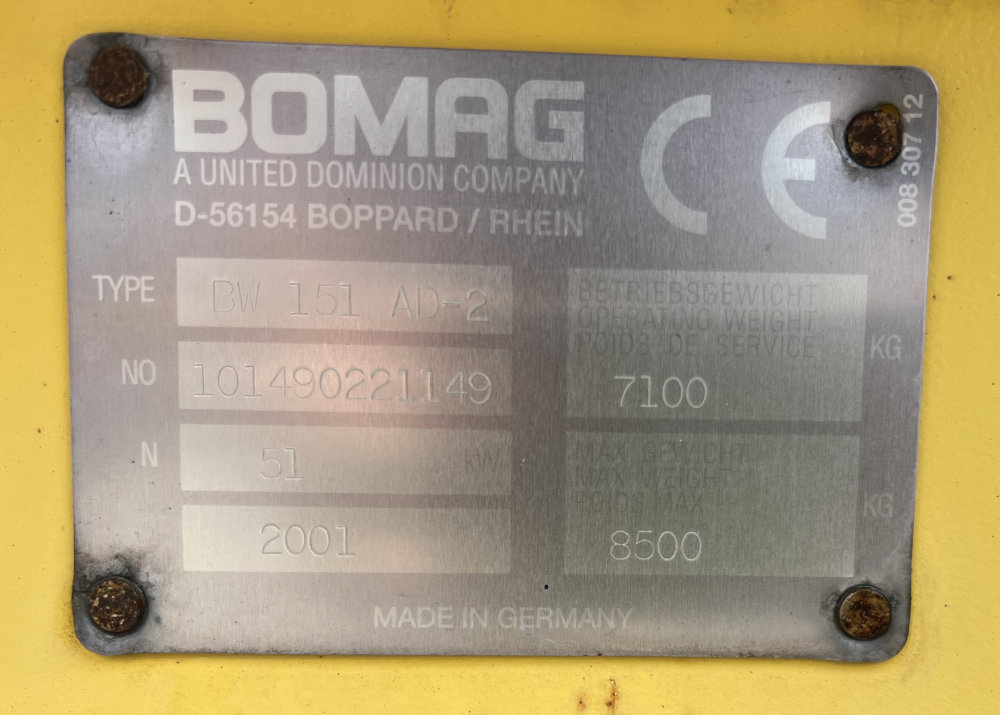 BOMAG
A UNITED DOMINION COMPANY
D-56154 BOPPARD / RHEIN
CE
008 307 12
TYPE BW 151 AD-2
NO 101490221149
N 51 kW
2001
BETRIEBSGEWICHT
OPERATING WEIGHT
POIDS DE SERVICE
7100 KG
MAX GEWICHT
MAX WEIGHT
POIDS MAX
8500 KG
MADE IN GERMANY